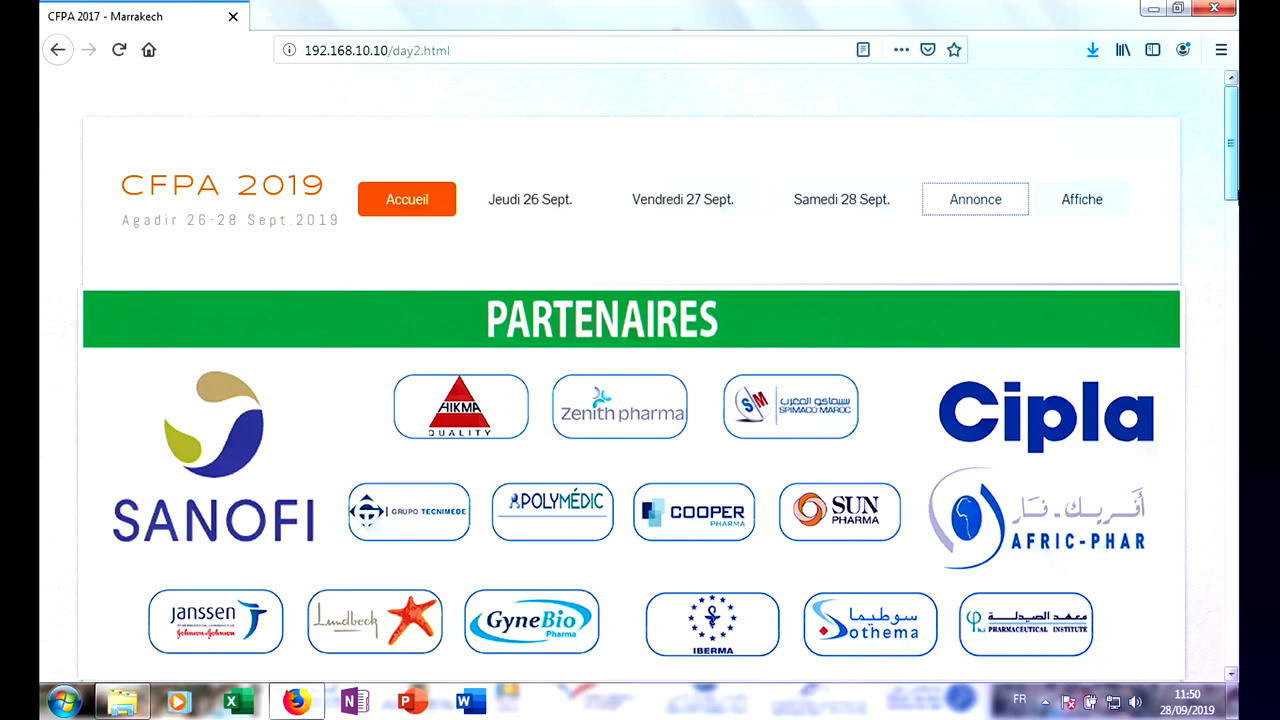 CFPA 2017 - Marrakech
192.168.10.10/day2.html
CFPA 2019
Agadir 26-28 Sept.2019
Accueil
Jeudi 26 Sept.
Vendredi 27 Sept.
Samedi 28 Sept.
Annonce
Affiche
PARTENAIRES
SANOFI
HIKMA
QUALITY
Zenith pharma
SM
سبيماكو المغرب
SPIMACO MAROC
Cipla
GRUPO TECNIMEDE
POLYMÉDIC
COOPER
PHARMA
SUN
PHARMA
أفريك-فار
AFRIC-PHAR
janssen
Johnson&Johnson
Lundbeck
GyneBio
Pharma
IBERMA
سوطيما
Sothema
معهد الصيدلة
PHARMACEUTICAL INSTITUTE
FR
11:50
28/09/2019